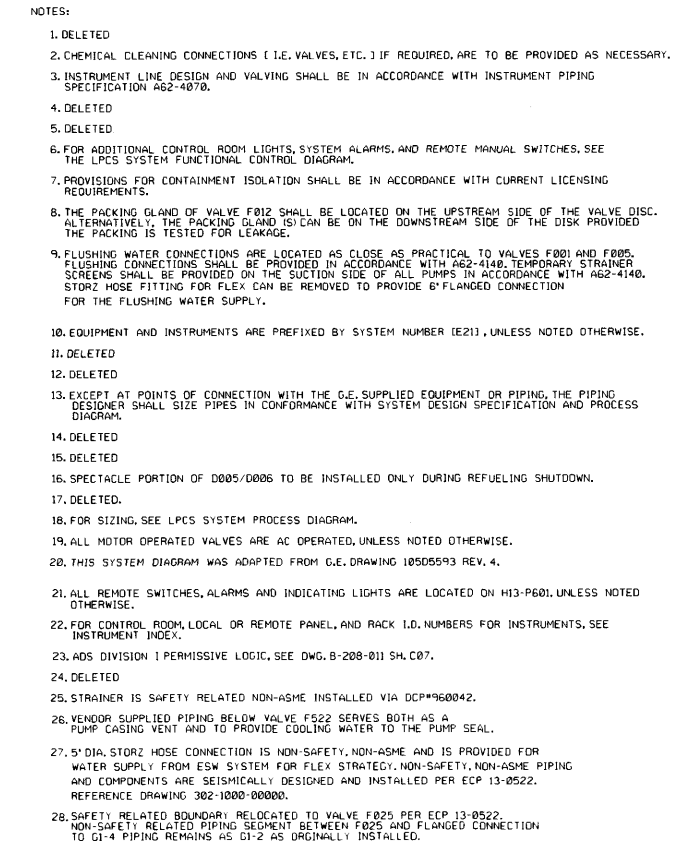 NOTES:
1. DELETED
2. CHEMICAL CLEANING CONNECTIONS [ I.E. VALVES, ETC. ] IF REQUIRED, ARE TO BE PROVIDED AS NECESSARY.
3. INSTRUMENT LINE DESIGN AND VALVING SHALL BE IN ACCORDANCE WITH INSTRUMENT PIPING
SPECIFICATION A62-4070.
4. DELETED
5. DELETED
6. FOR ADDITIONAL CONTROL ROOM LIGHTS, SYSTEM ALARMS, AND REMOTE MANUAL SWITCHES, SEE
THE LPCS SYSTEM FUNCTIONAL CONTROL DIAGRAM.
7. PROVISIONS FOR CONTAINMENT ISOLATION SHALL BE IN ACCORDANCE WITH CURRENT LICENSING
REQUIREMENTS.
8. THE PACKING GLAND OF VALVE F012 SHALL BE LOCATED ON THE UPSTREAM SIDE OF THE VALVE DISC.
ALTERNATIVELY, THE PACKING GLAND (S) CAN BE ON THE DOWNSTREAM SIDE OF THE DISK PROVIDED
THE PACKING IS TESTED FOR LEAKAGE.
9. FLUSHING WATER CONNECTIONS ARE LOCATED AS CLOSE AS PRACTICAL TO VALVES F001 AND F005.
FLUSHING CONNECTIONS SHALL BE PROVIDED IN ACCORDANCE WITH A62-4140. TEMPORARY STRAINER
SCREENS SHALL BE PROVIDED ON THE SUCTION SIDE OF ALL PUMPS IN ACCORDANCE WITH A62-4140.
STORZ HOSE FITTING FOR FLEX CAN BE REMOVED TO PROVIDE 6" FLANGED CONNECTION
FOR THE FLUSHING WATER SUPPLY.
10. EQUIPMENT AND INSTRUMENTS ARE PREFIXED BY SYSTEM NUMBER [E21] , UNLESS NOTED OTHERWISE.
11. DELETED
12. DELETED
13. EXCEPT AT POINTS OF CONNECTION WITH THE G.E. SUPPLIED EQUIPMENT OR PIPING, THE PIPING
DESIGNER SHALL SIZE PIPES IN CONFORMANCE WITH SYSTEM DESIGN SPECIFICATION AND PROCESS
DIAGRAM.
14. DELETED
15. DELETED
16. SPECTACLE PORTION OF D005/D006 TO BE INSTALLED ONLY DURING REFUELING SHUTDOWN.
17. DELETED.
18. FOR SIZING, SEE LPCS SYSTEM PROCESS DIAGRAM.
19. ALL MOTOR OPERATED VALVES ARE AC OPERATED, UNLESS NOTED OTHERWISE.
20. THIS SYSTEM DIAGRAM WAS ADAPTED FROM G.E. DRAWING 105D5593 REV. 4.
21. ALL REMOTE SWITCHES, ALARMS AND INDICATING LIGHTS ARE LOCATED ON H13-P601, UNLESS NOTED
OTHERWISE.
22. FOR CONTROL ROOM, LOCAL OR REMOTE PANEL, AND RACK I.D. NUMBERS FOR INSTRUMENTS, SEE
INSTRUMENT INDEX.
23. ADS DIVISION 1 PERMISSIVE LOGIC, SEE DWG. B-208-011 SH. C07.
24. DELETED
25. STRAINER IS SAFETY RELATED NON-ASME INSTALLED VIA DCP#960042.
26. VENDOR SUPPLIED PIPING BELOW VALVE F522 SERVES BOTH AS A
PUMP CASING VENT AND TO PROVIDE COOLING WATER TO THE PUMP SEAL.
27. 5" DIA. STORZ HOSE CONNECTION IS NON-SAFETY, NON-ASME AND IS PROVIDED FOR
WATER SUPPLY FROM ESW SYSTEM FOR FLEX STRATEGY. NON-SAFETY, NON-ASME PIPING
AND COMPONENTS ARE SEISMICALLY DESIGNED AND INSTALLED PER ECP 13-0522.
REFERENCE DRAWING 302-1000-00000.
28. SAFETY RELATED BOUNDARY RELOCATED TO VALVE F025 PER ECP 13-0522.
NON-SAFETY RELATED PIPING SEGMENT BETWEEN F025 AND FLANGED CONNECTION
TO G1-4 PIPING REMAINS AS G1-2 AS ORGINALLY INSTALLED.